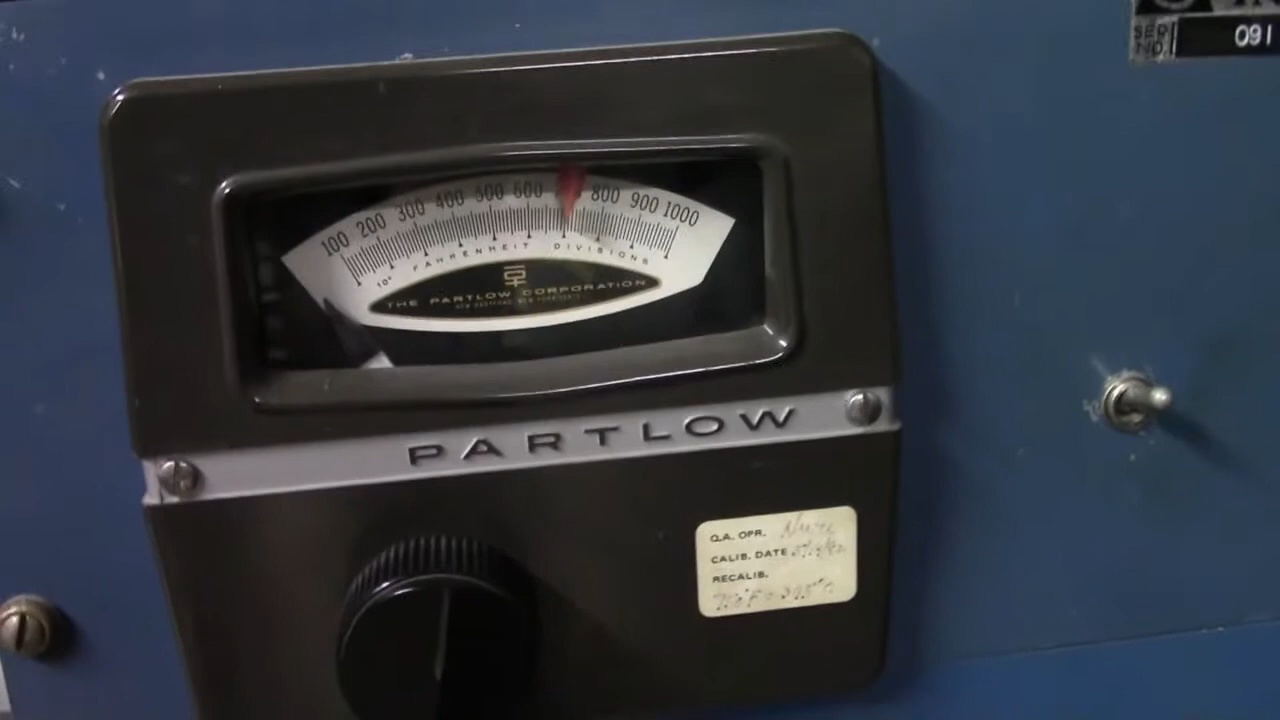 SER
NO.
091
100 200 300 400 500 600 800 900 1000
10° FAHRENHEIT DIVISIONS
THE PARTLOW CORPORATION
PARTLOW
Q.A. OPR.
CALIB. DATE
RECALIB.